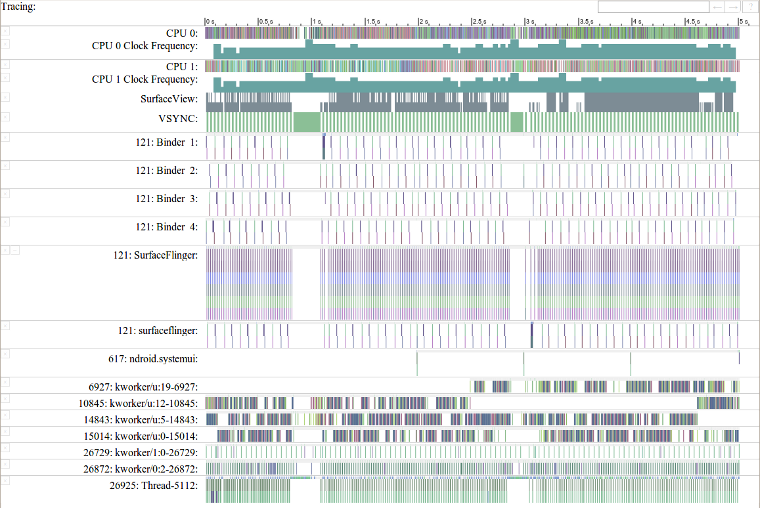 Tracing:
← → ?
0 s 0.5 s 1 s 1.5 s 2 s 2.5 s 3 s 3.5 s 4 s 4.5 s 5 s
CPU 0:
CPU 0 Clock Frequency:
CPU 1:
CPU 1 Clock Frequency:
SurfaceView:
VSYNC:
121: Binder 1:
121: Binder 2:
121: Binder 3:
121: Binder 4:
121: SurfaceFlinger:
121: surfaceflinger:
617: ndroid.systemui:
6927: kworker/u:19-6927:
10845: kworker/u:12-10845:
14843: kworker/u:5-14843:
15014: kworker/u:0-15014:
26729: kworker/1:0-26729:
26872: kworker/0:2-26872:
26925: Thread-5112: